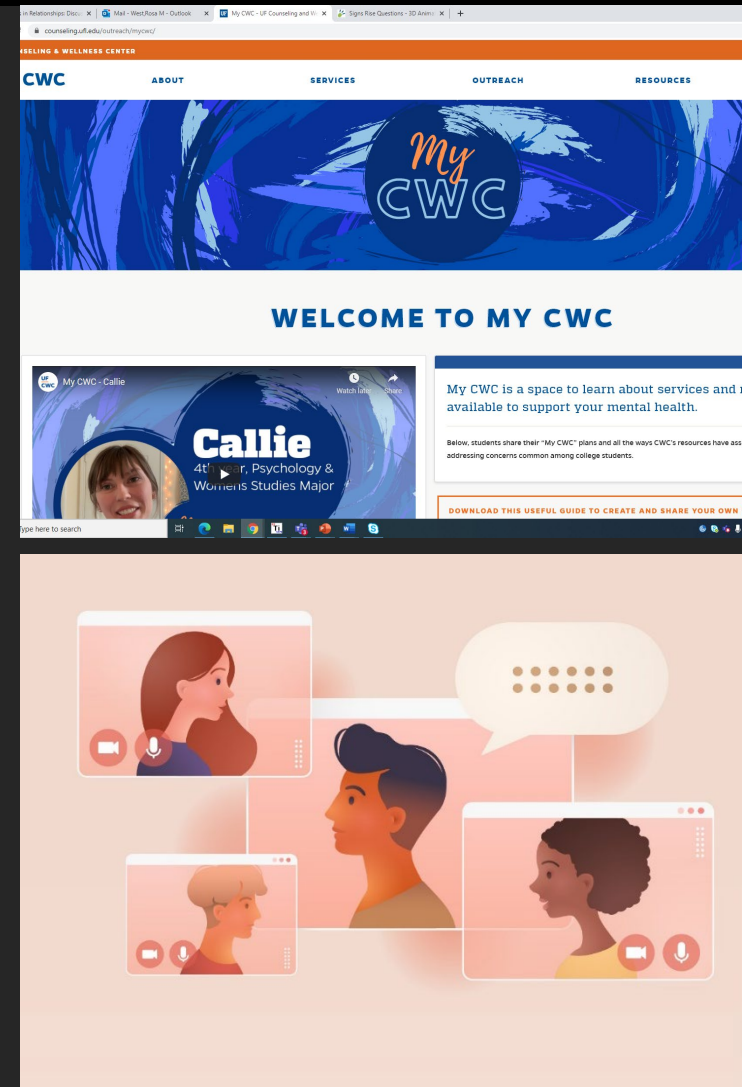 s in Relationships: Discu
Mail - West,Rosa M - Outlook
My CWC - UF Counseling and We
Signs Rise Questions - 3D Anim
counseling.ufl.edu/outreach/mycwc/
NSELING & WELLNESS CENTER
CWC
ABOUT
SERVICES
OUTREACH
RESOURCES
My
CWC
WELCOME TO MY CWC
UF CWC
My CWC - Callie
Watch later
Share
Callie
4th year, Psychology &
Womens Studies Major
My CWC is a space to learn about services and
available to support your mental health.
Below, students share their "My CWC" plans and all the ways CWC's resources have ass
addressing concerns common among college students.
DOWNLOAD THIS USEFUL GUIDE TO CREATE AND SHARE YOUR OWN
Type here to search